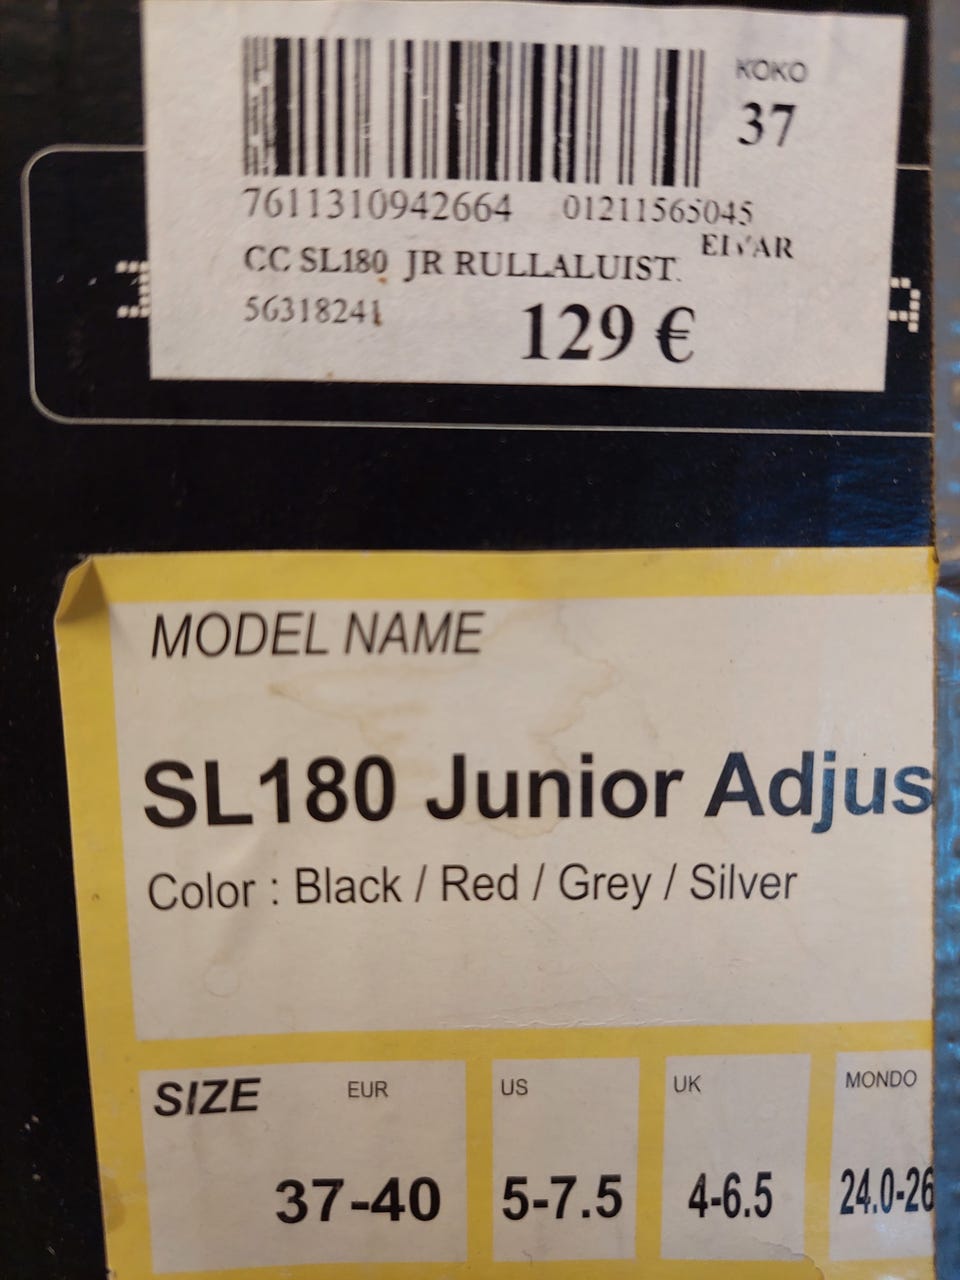 KOKO
37
7611310942664 01211565045
EIVAR
CC SL180 JR RULLALUIST.
56318241 129 €
MODEL NAME
SL180 Junior Adjus
Color : Black / Red / Grey / Silver
SIZE EUR US UK MONDO
37-40 5-7.5 4-6.5 24.0-26